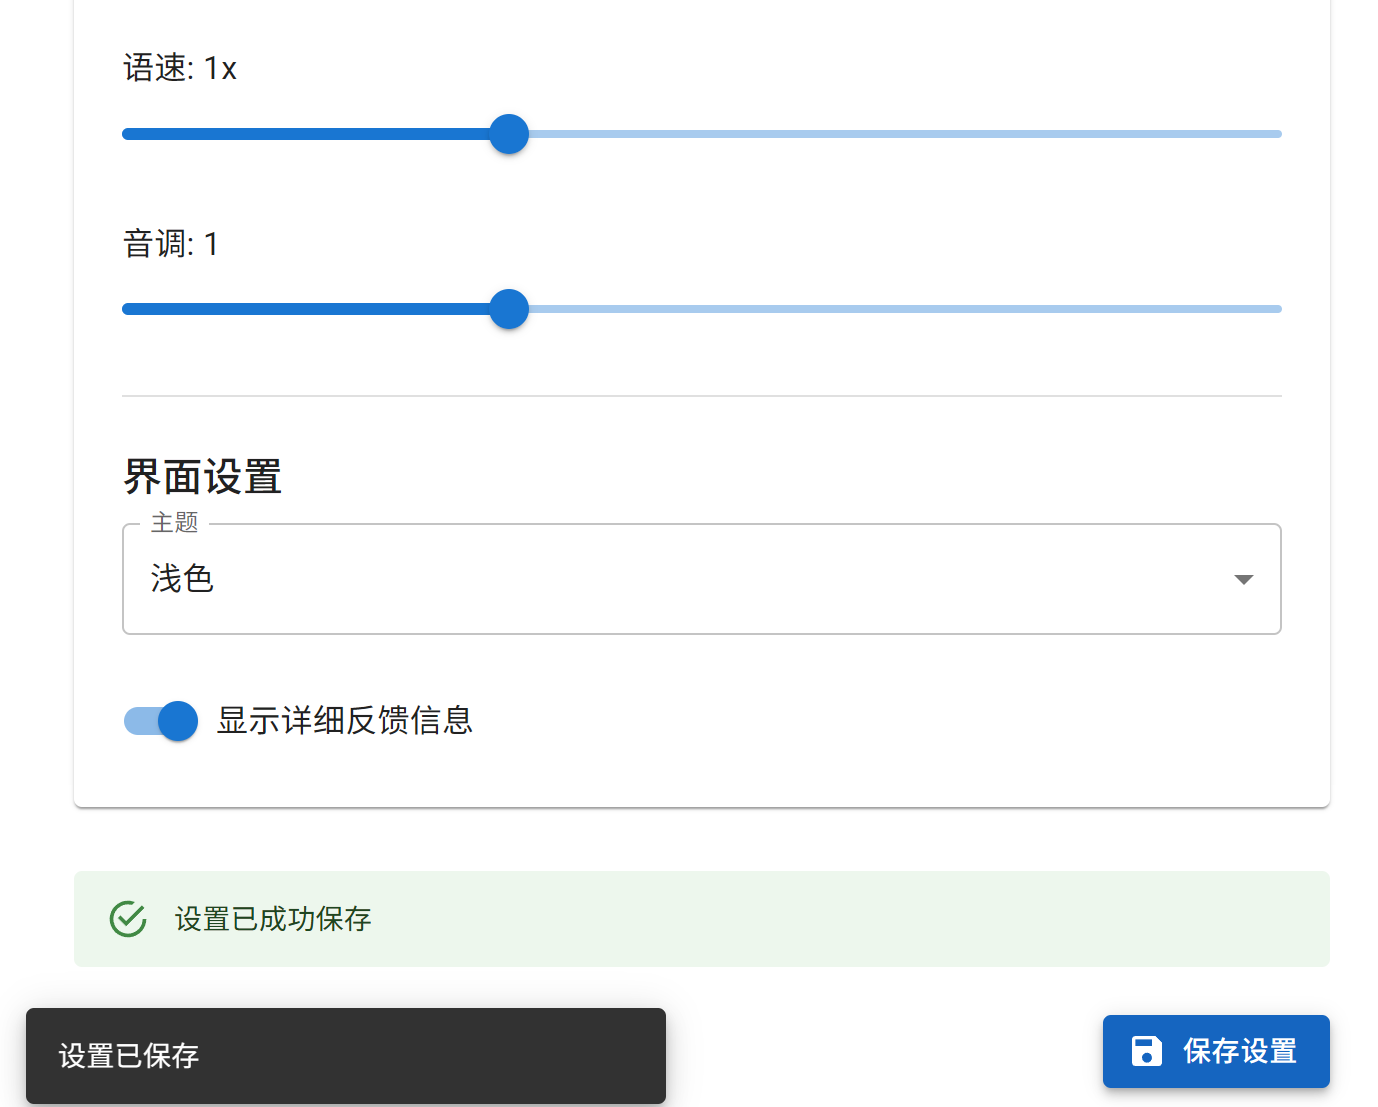 语速: 1x
音调: 1
界面设置
主题
浅色
显示详细反馈信息
设置已成功保存
设置已保存
保存设置